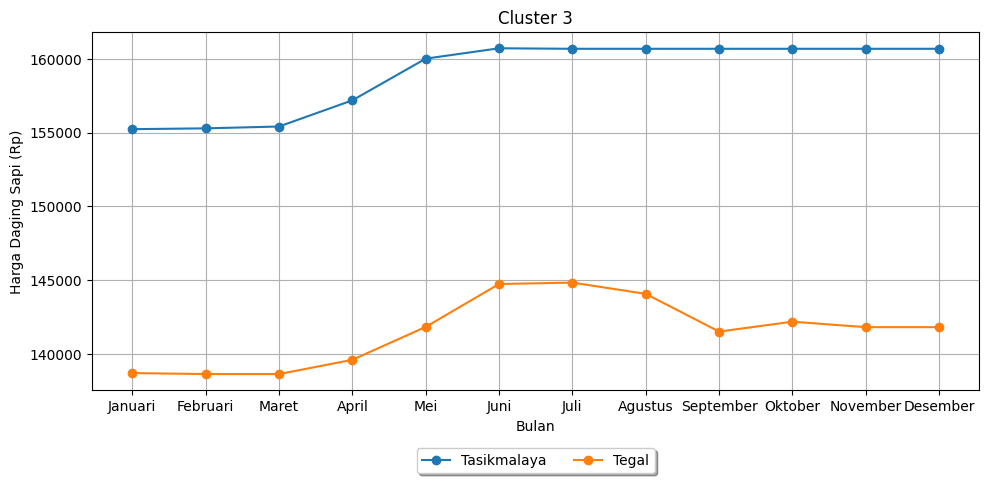 Cluster 3
Harga Daging Sapi (Rp)
160000
155000
150000
145000
140000
Januari Februari Maret April Mei Juni Juli Agustus September Oktober November Desember
Bulan
Tasikmalaya Tegal